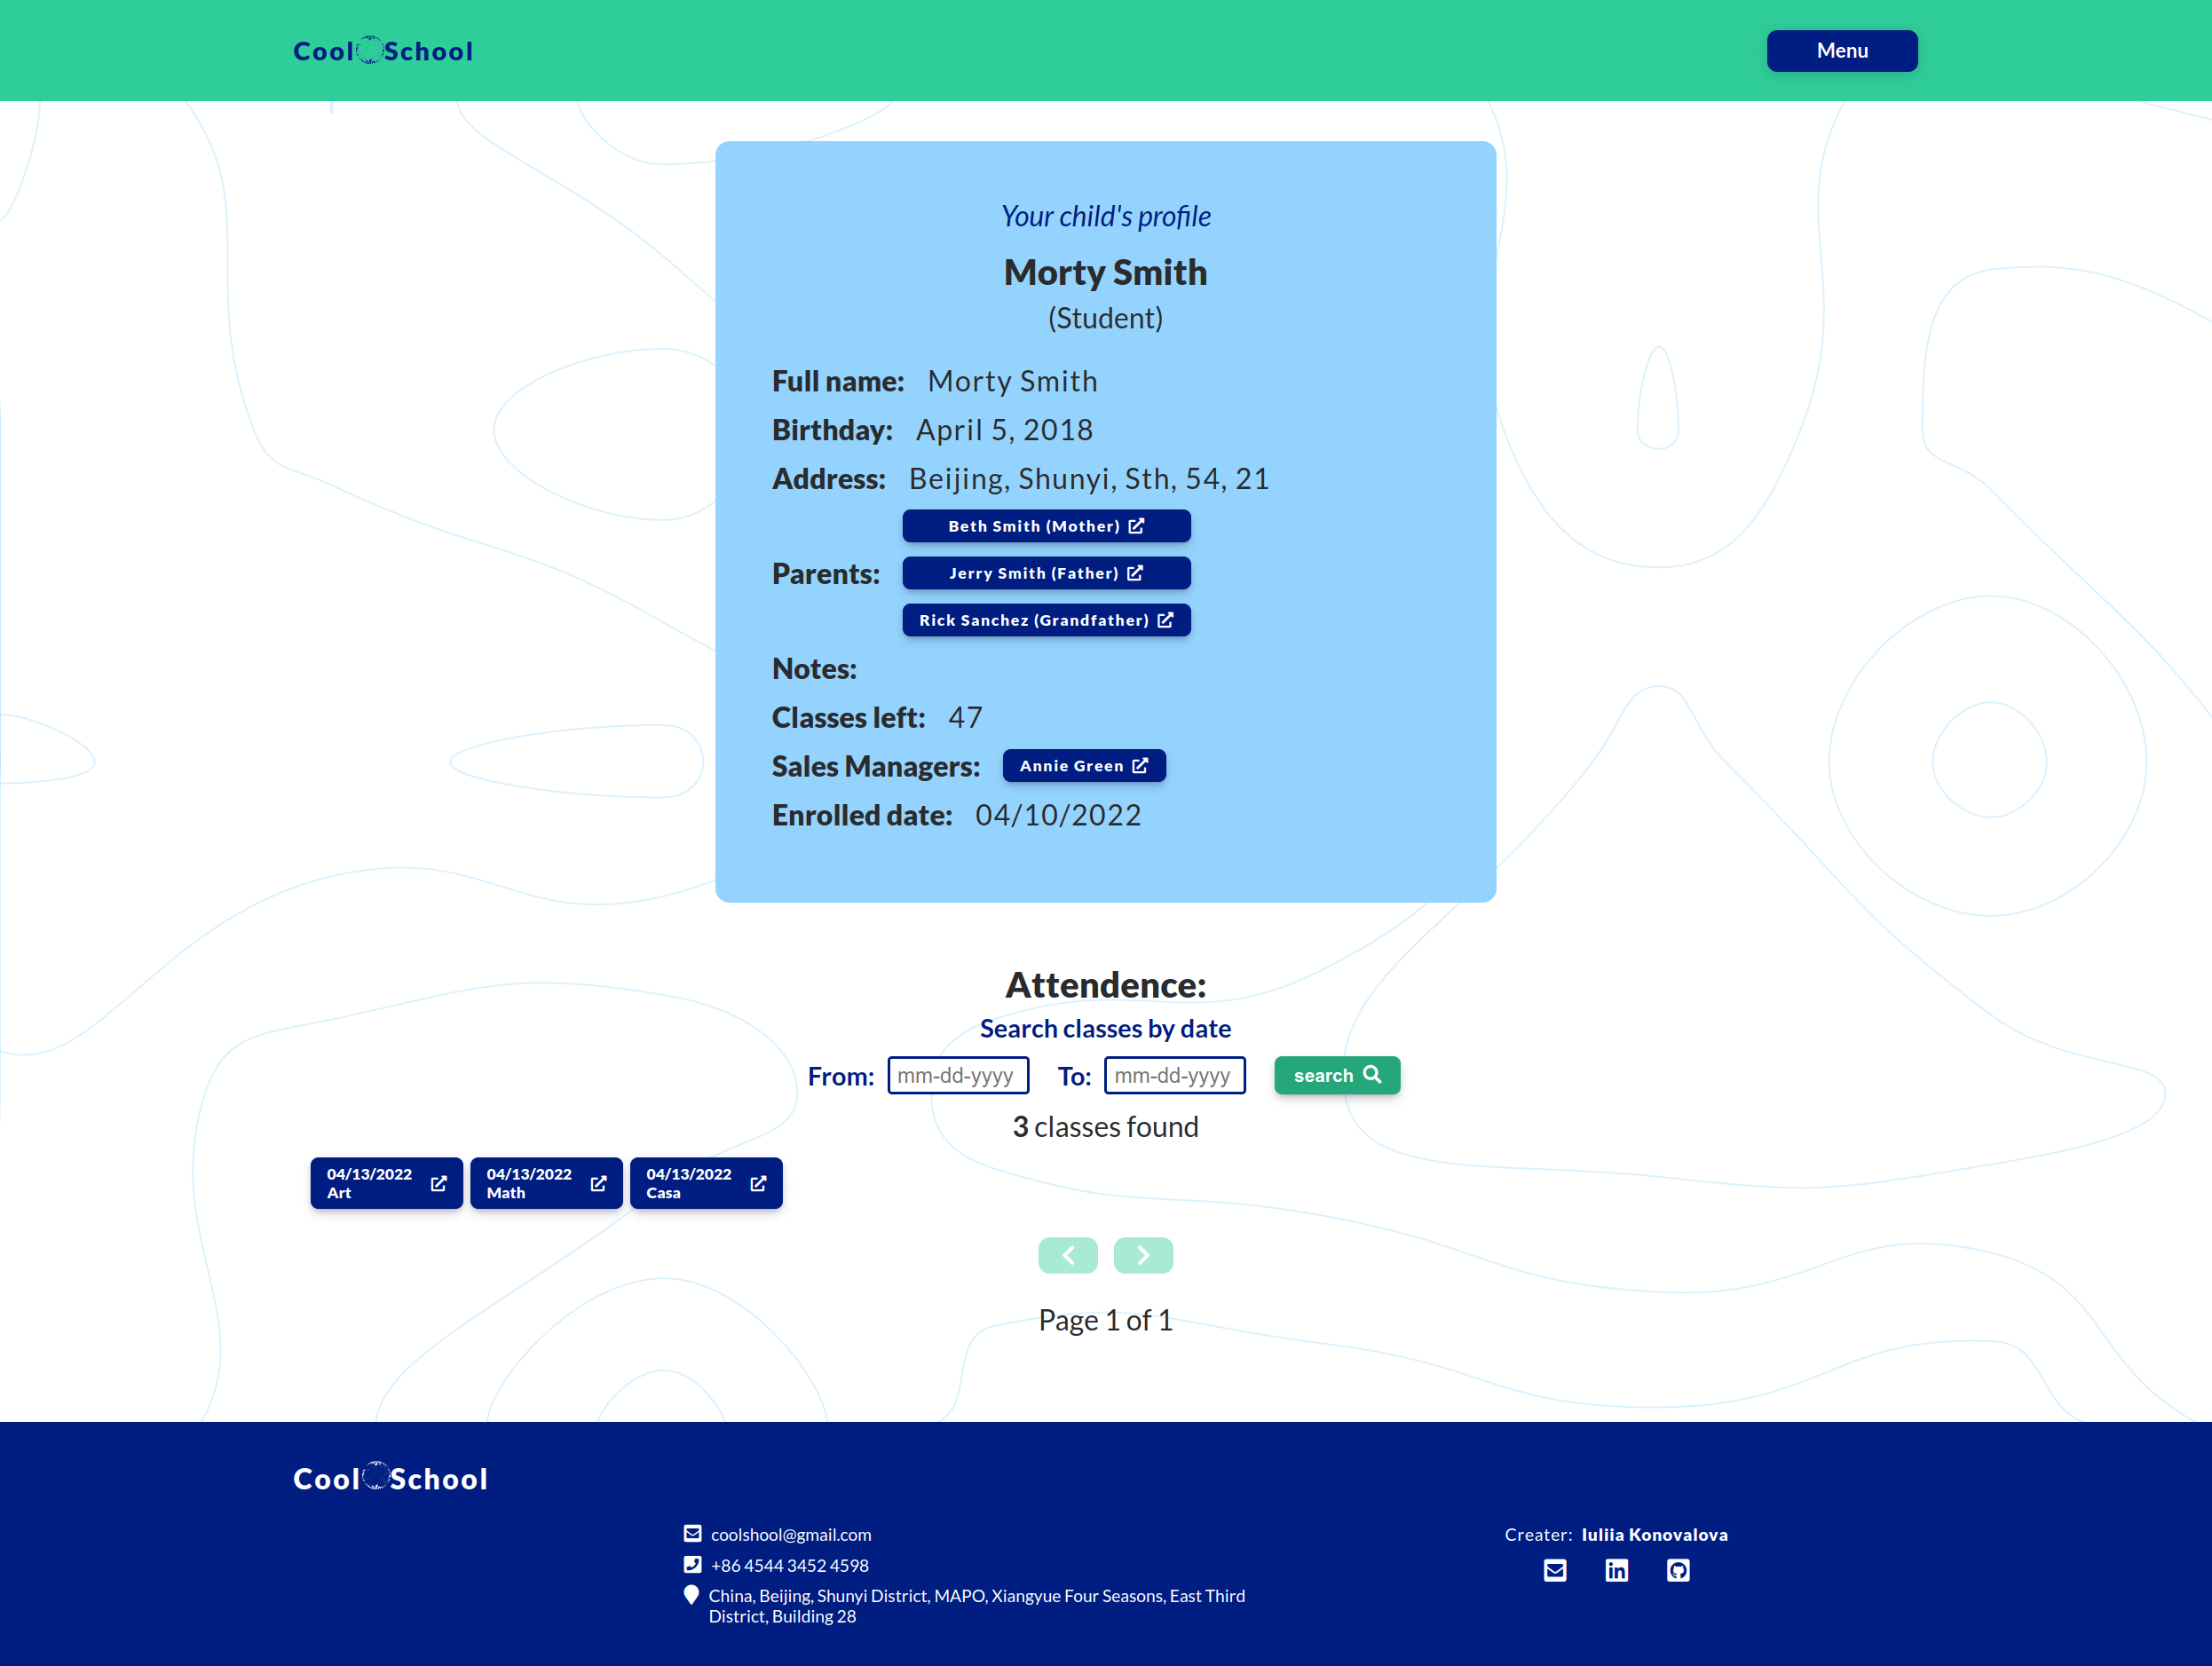 Cool School
Menu
Your child's profile
Morty Smith
(Student)
Full name: Morty Smith
Birthday: April 5, 2018
Address: Beijing, Shunyi, Sth, 54, 21
Parents:
Beth Smith (Mother)
Jerry Smith (Father)
Rick Sanchez (Grandfather)
Notes:
Classes left: 47
Sales Managers: Annie Green
Enrolled date: 04/10/2022
Attendence:
Search classes by date
From: mm-dd-yyyy To: mm-dd-yyyy search
3 classes found
04/13/2022
Art
04/13/2022
Math
04/13/2022
Casa
Page 1 of 1
Cool School
coolshool@gmail.com
+86 4544 3452 4598
China, Beijing, Shunyi District, MAPO, Xiangyue Four Seasons, East Third
District, Building 28
Creater: Iuliia Konovalova